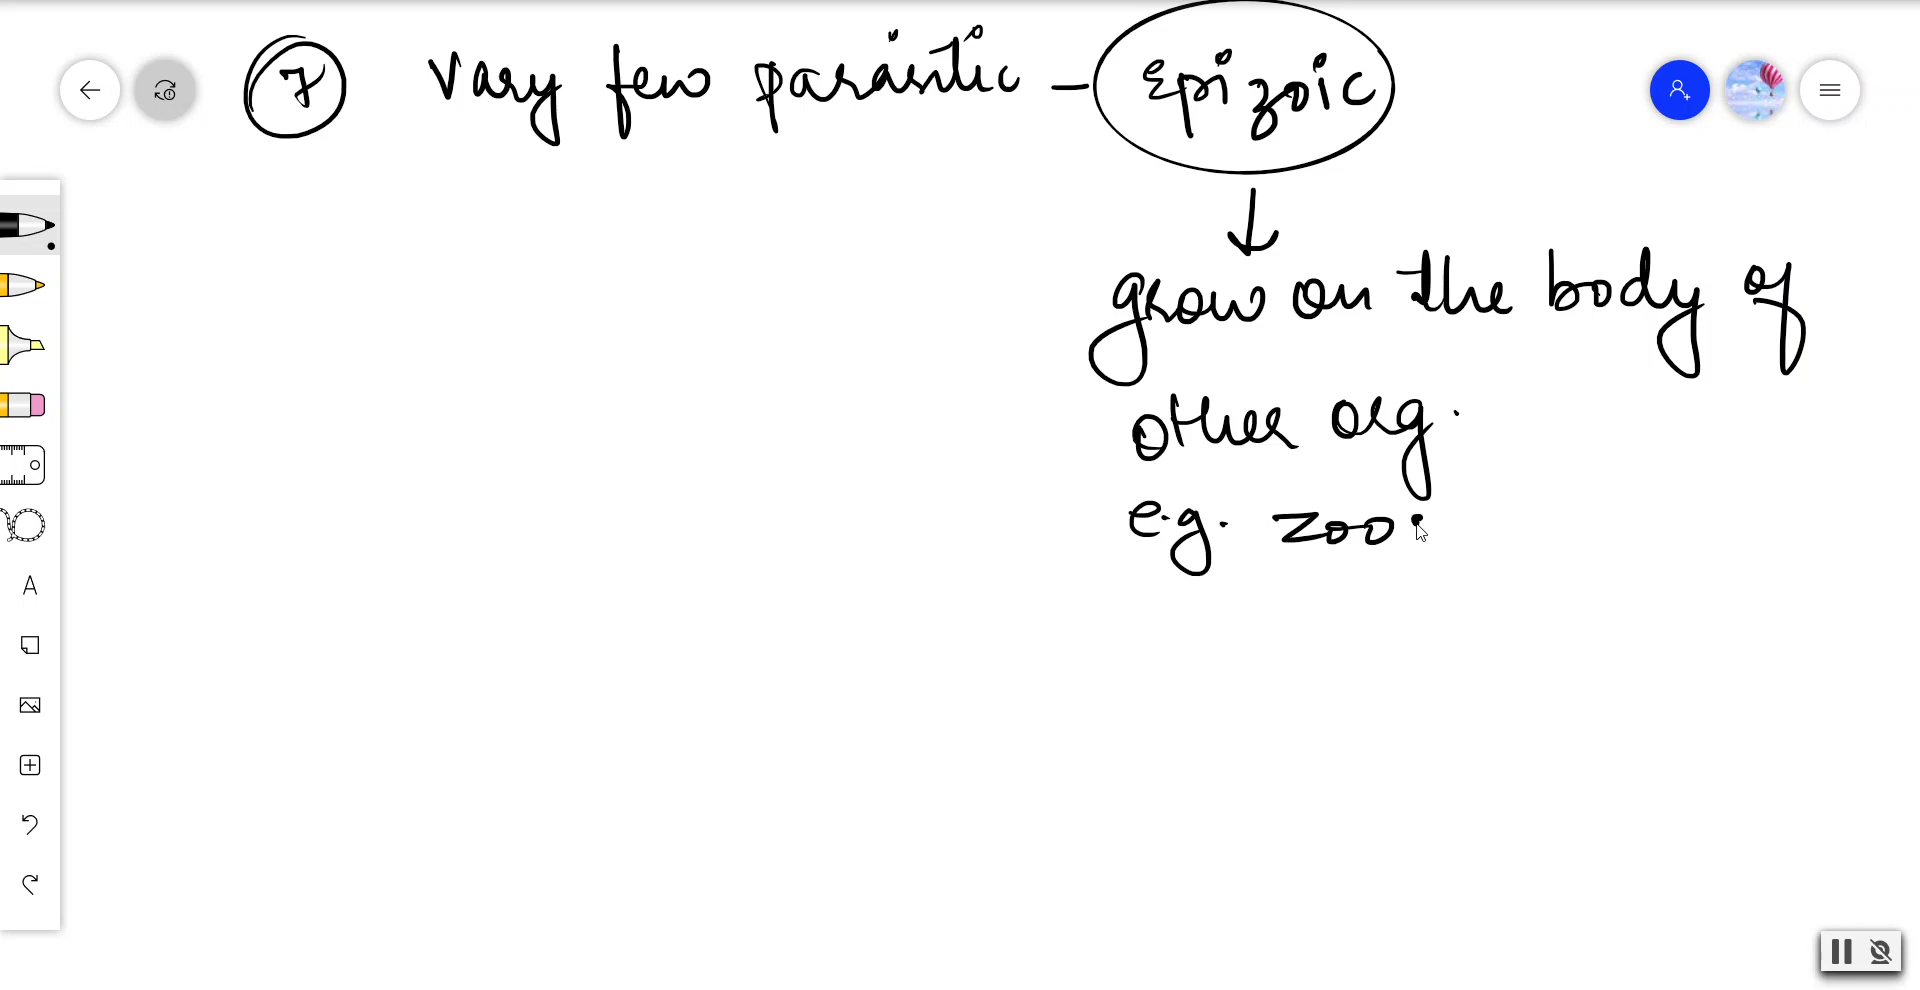 7 Vary few parasitic - Epizoic
↓
grow on the body of
other org.
e.g. zoo
A